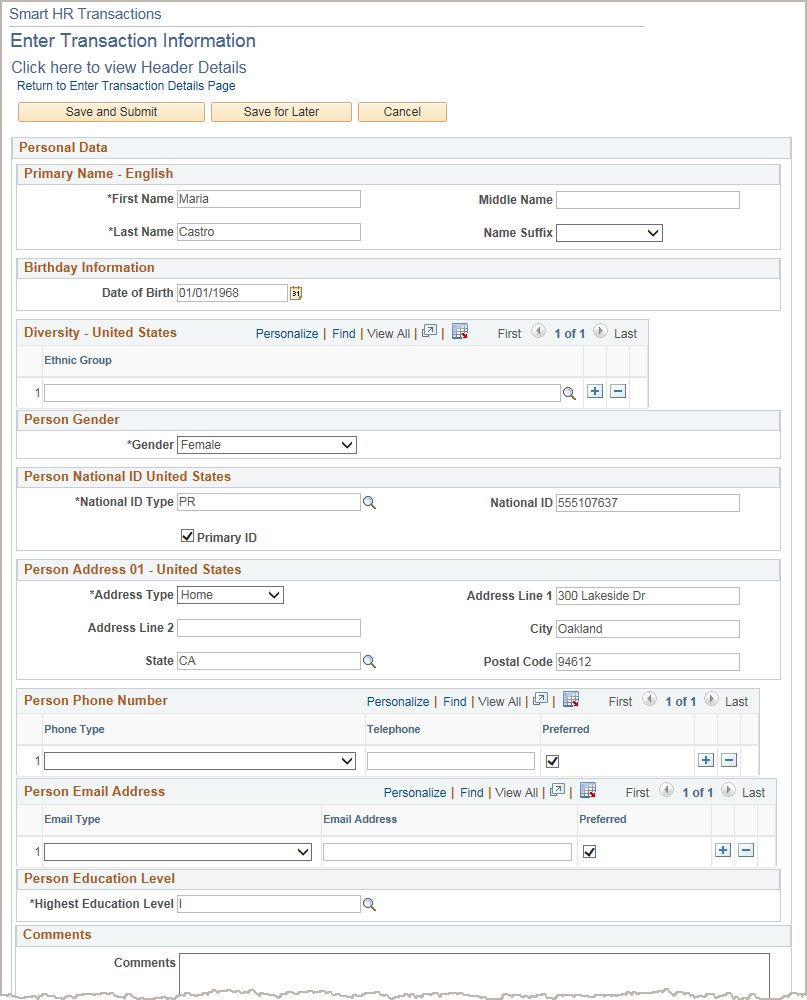 Smart HR Transactions
Enter Transaction Information
Click here to view Header Details
Return to Enter Transaction Details Page
Save and Submit Save for Later Cancel
Personal Data
Primary Name - English
*First Name Maria Middle Name
*Last Name Castro Name Suffix
Birthday Information
Date of Birth 01/01/1968 31
Diversity - United States Personalize | Find | View All | | First 1 of 1 Last
Ethnic Group
1
Person Gender
*Gender Female
Person National ID United States
*National ID Type PR National ID 555107637
Primary ID
Person Address 01 - United States
*Address Type Home Address Line 1 300 Lakeside Dr
Address Line 2 City Oakland
State CA Postal Code 94612
Person Phone Number Personalize | Find | View All | | First 1 of 1 Last
Phone Type Telephone Preferred
1
Person Email Address Personalize | Find | View All | | First 1 of 1 Last
Email Type Email Address Preferred
1
Person Education Level
*Highest Education Level I
Comments
Comments